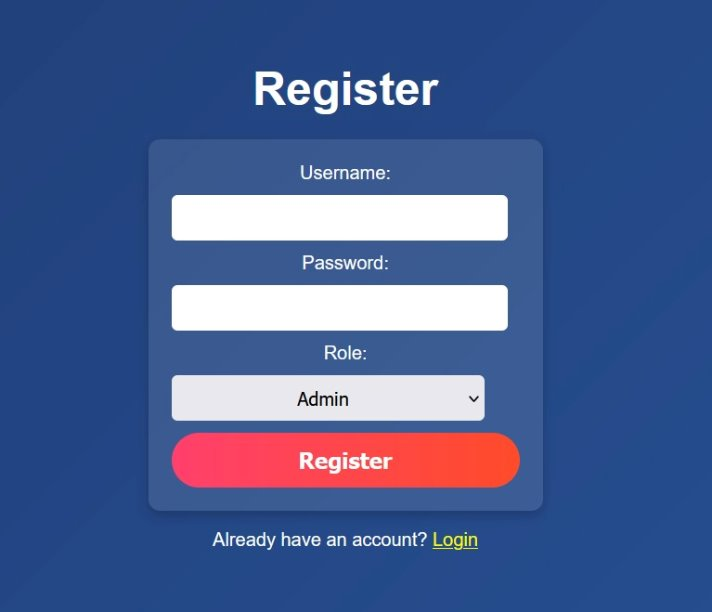 Register
Username:
Password:
Role:
Admin
Register
Already have an account? Login